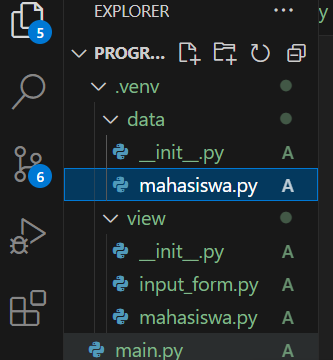 EXPLORER ...
y
5
PROGR...
.venv
data
__init__.py A
mahasiswa.py A
6
view
__init__.py A
input_form.py A
mahasiswa.py A
main.py A